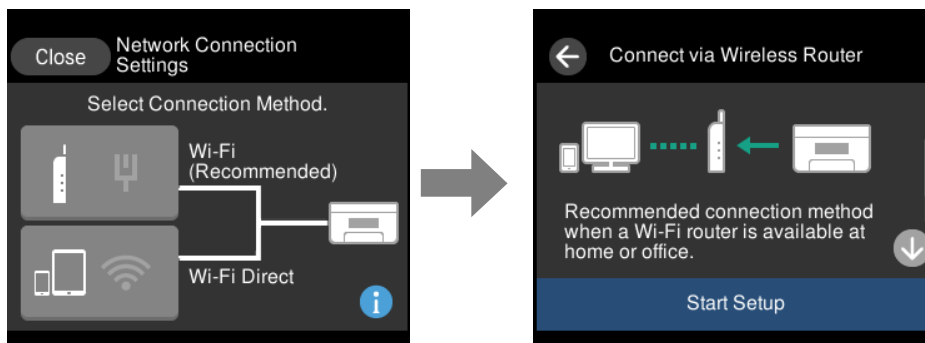 Close
Network Connection
Settings
Select Connection Method.
Wi-Fi
(Recommended)
Wi-Fi Direct
i
Connect via Wireless Router
Recommended connection method
when a Wi-Fi router is available at
home or office.
Start Setup